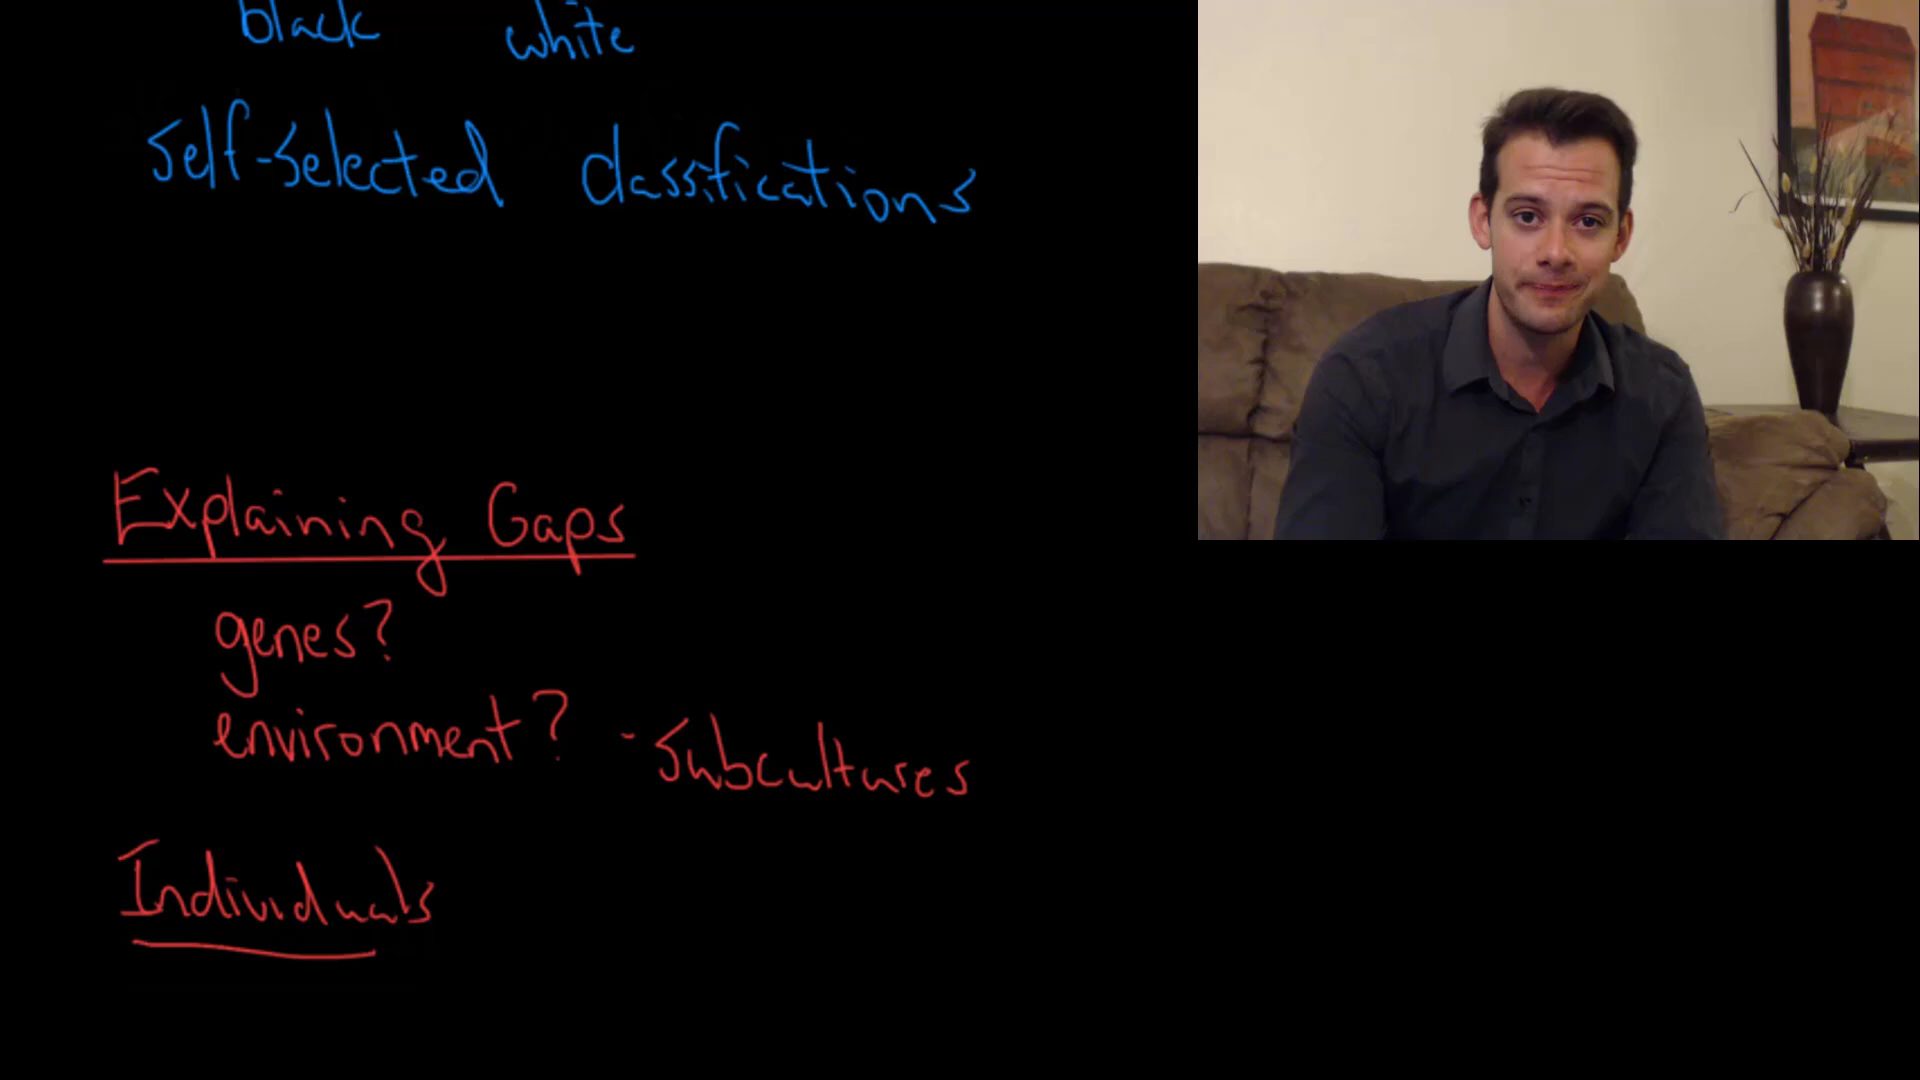 black white
self-selected classifications
Explaining Gaps
genes?
environment? - subcultures
Individuals